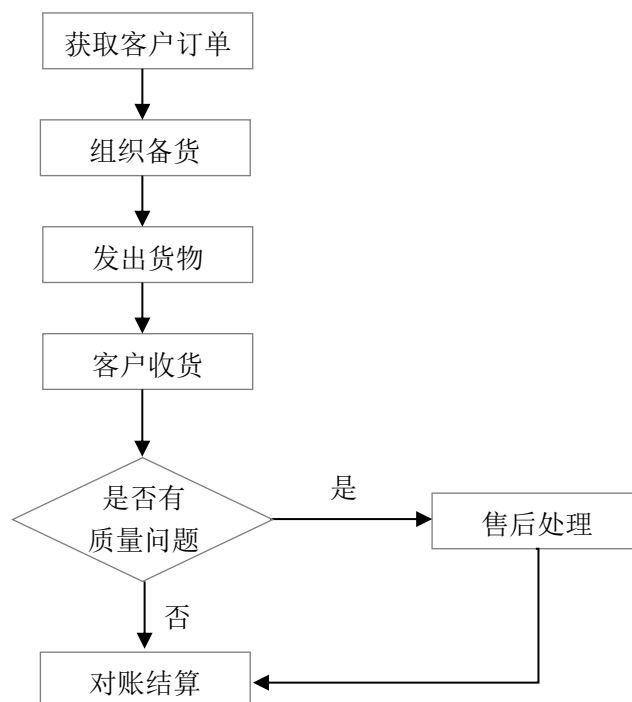 获取客户订单
组织备货
发出货物
客户收货
是否有
质量问题
是
售后处理
否
对账结算